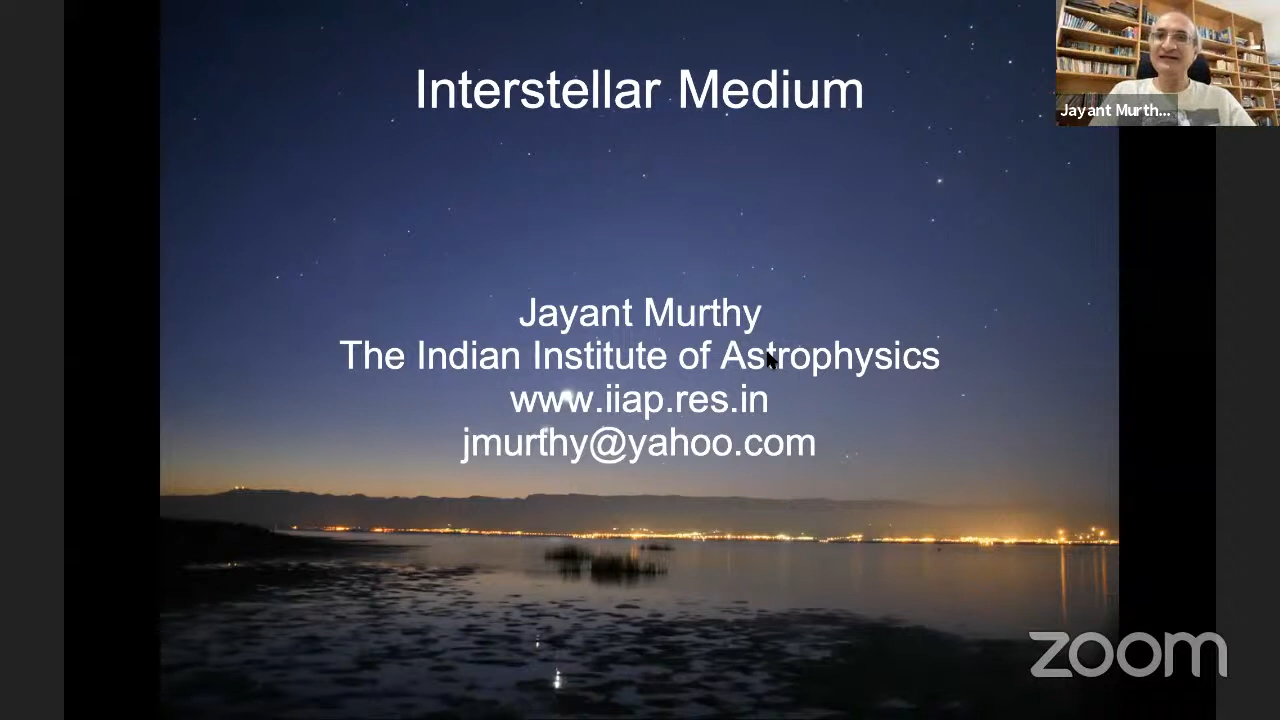 Interstellar Medium
Jayant Murth...
Jayant Murthy
The Indian Institute of Astrophysics
www.iiap.res.in
jmurthy@yahoo.com
zoom